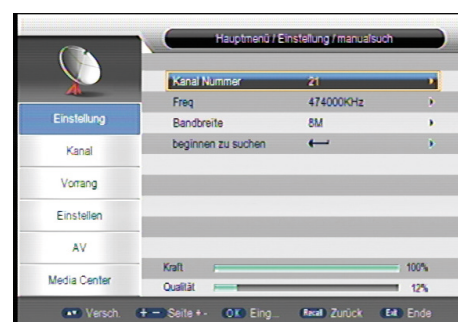 Hauptmenü / Einstellung / manualsuch
Einstellung
Kanal
Vorrang
Einstellen
AV
Media Center
Kanal Nummer 21
Freq 474000KHz
Bandbreite 8M
beginnen zu suchen
Kraft 100%
Qualität 12%
Versch. + - Seite + - OK Eing... Recall Zurück Exit Ende